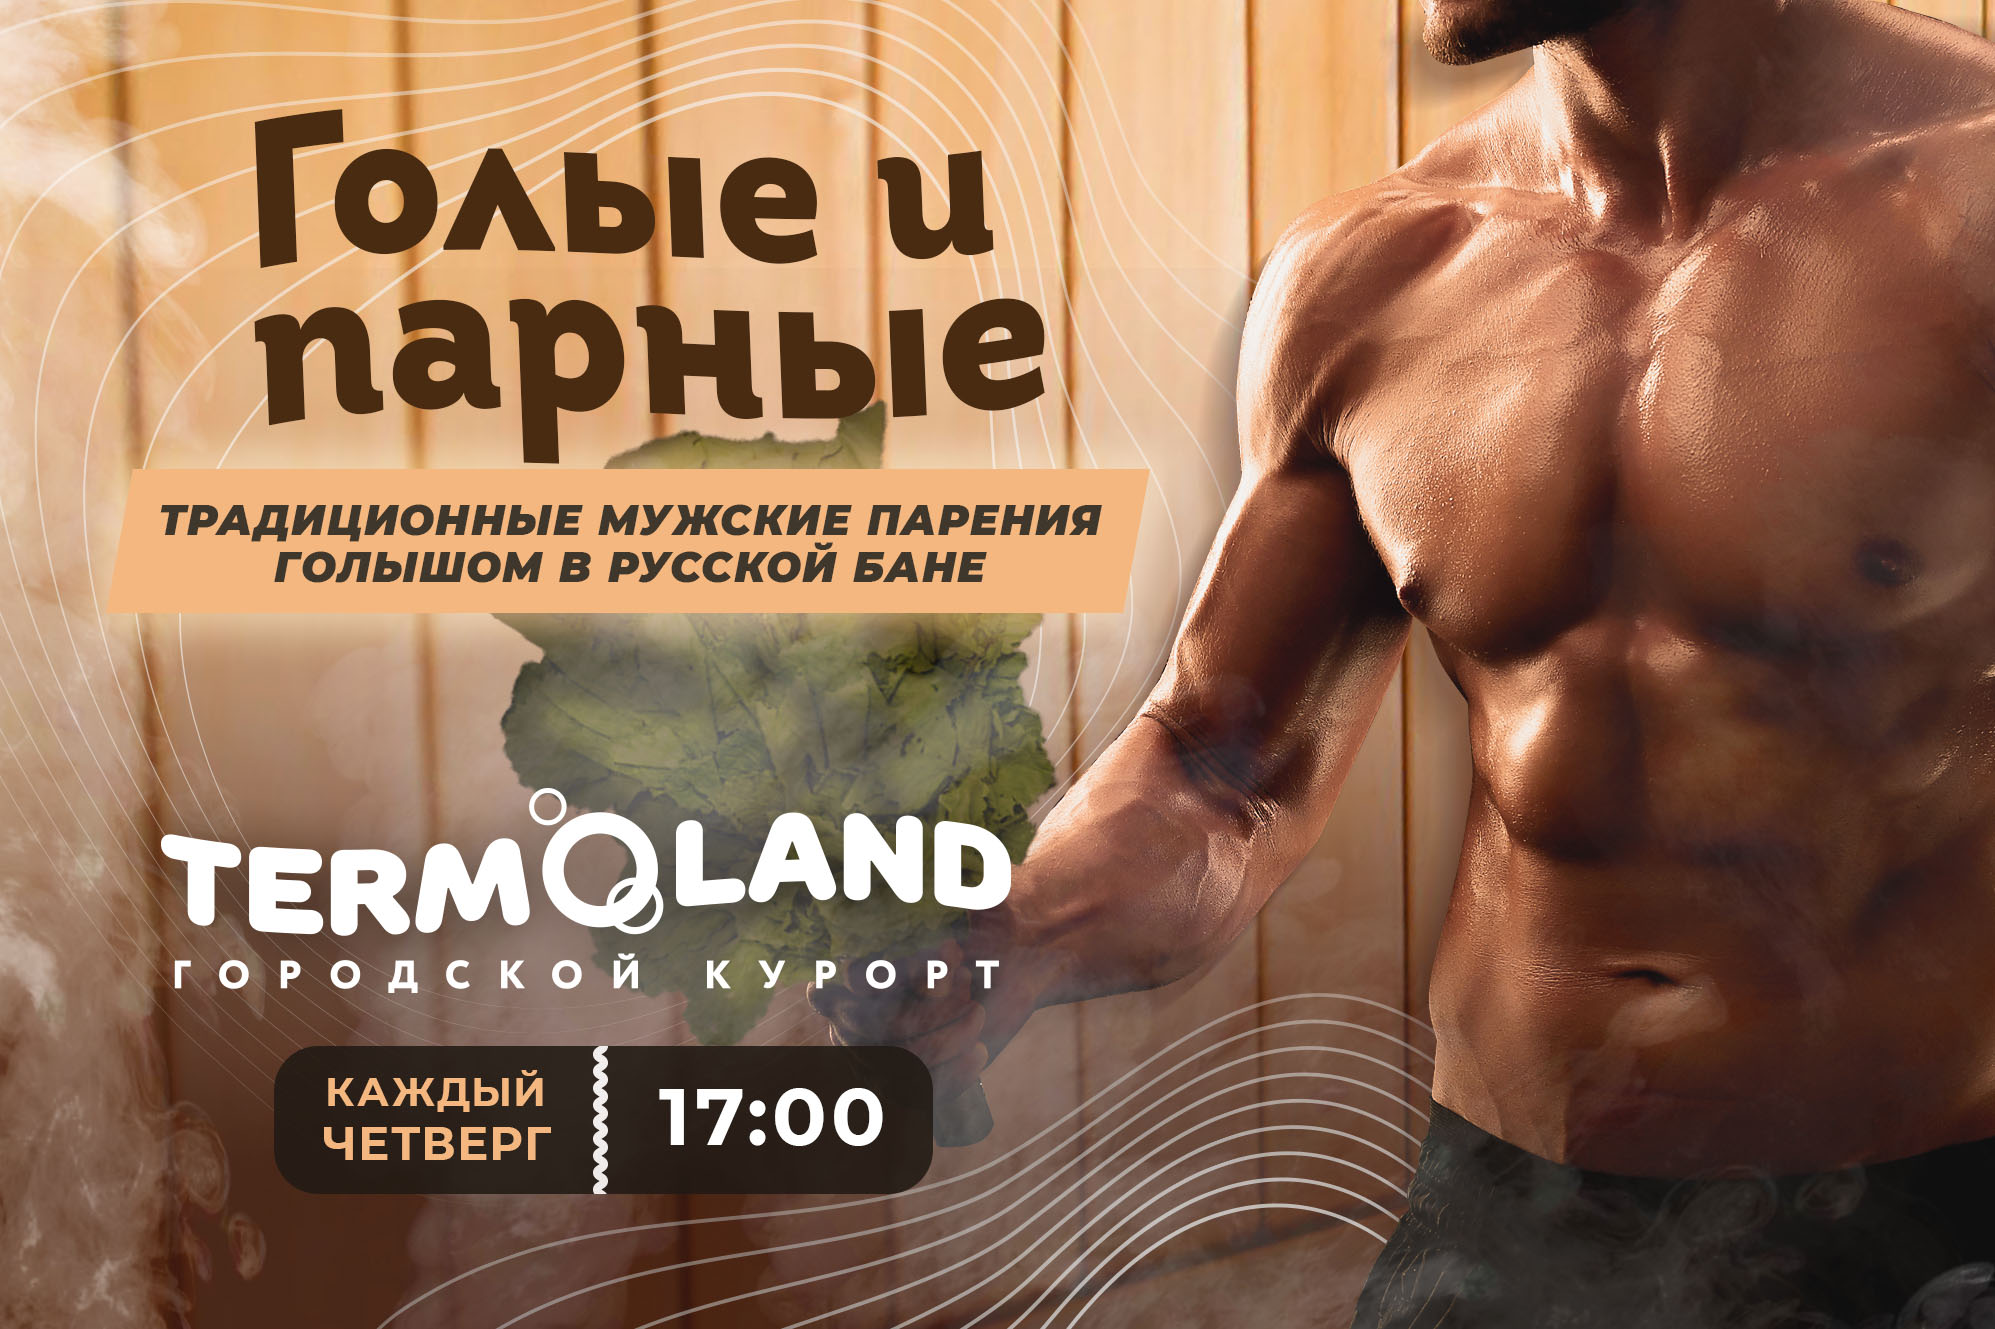 Голые и
парные
ТРАДИЦИОННЫЕ МУЖСКИЕ ПАРЕНИЯ
ГОЛЫШОМ В РУССКОЙ БАНЕ
TERMOLAND
ГОРОДСКОЙ КУРОРТ
КАЖДЫЙ
ЧЕТВЕРГ
17:00